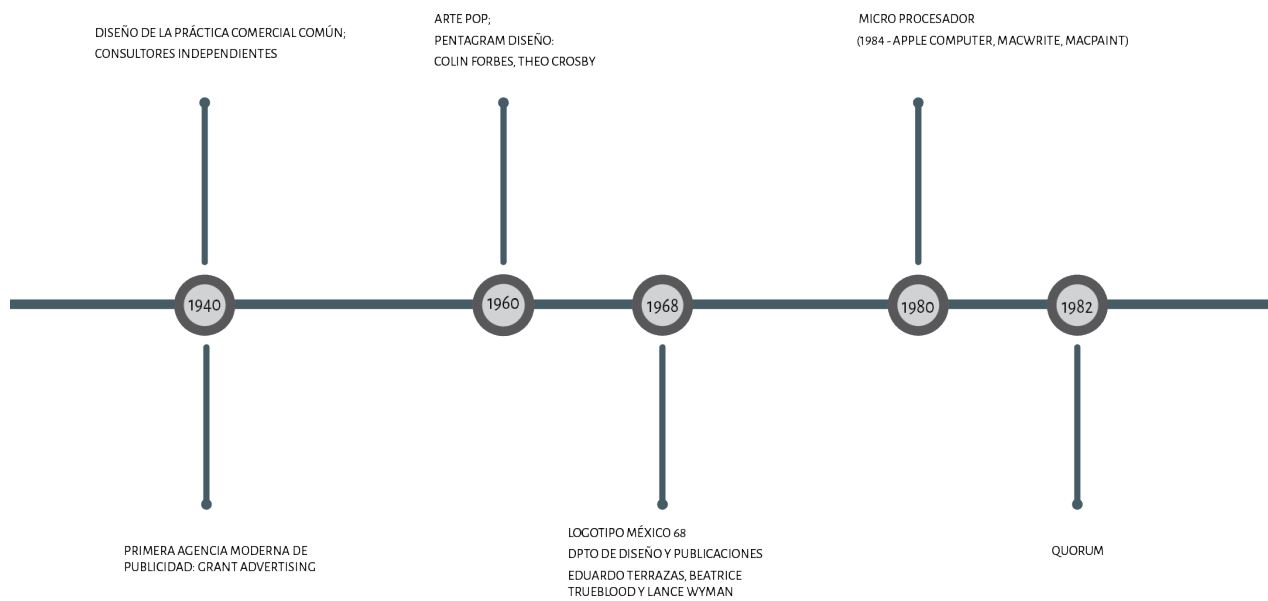 DISEÑO DE LA PRÁCTICA COMERCIAL COMÚN;
CONSULTORES INDEPENDIENTES
ARTE POP;
PENTAGRAM DISEÑO:
COLIN FORBES, THEO CROSBY
MICRO PROCESADOR
(1984 - APPLE COMPUTER, MACWRITE, MACPAINT)
1940
1960
1968
1980
1982
PRIMERA AGENCIA MODERNA DE
PUBLICIDAD: GRANT ADVERTISING
LOGOTIPO MÉXICO 68
DPTO DE DISEÑO Y PUBLICACIONES
EDUARDO TERRAZAS, BEATRICE
TRUEBLOOD Y LANCE WYMAN
QUORUM